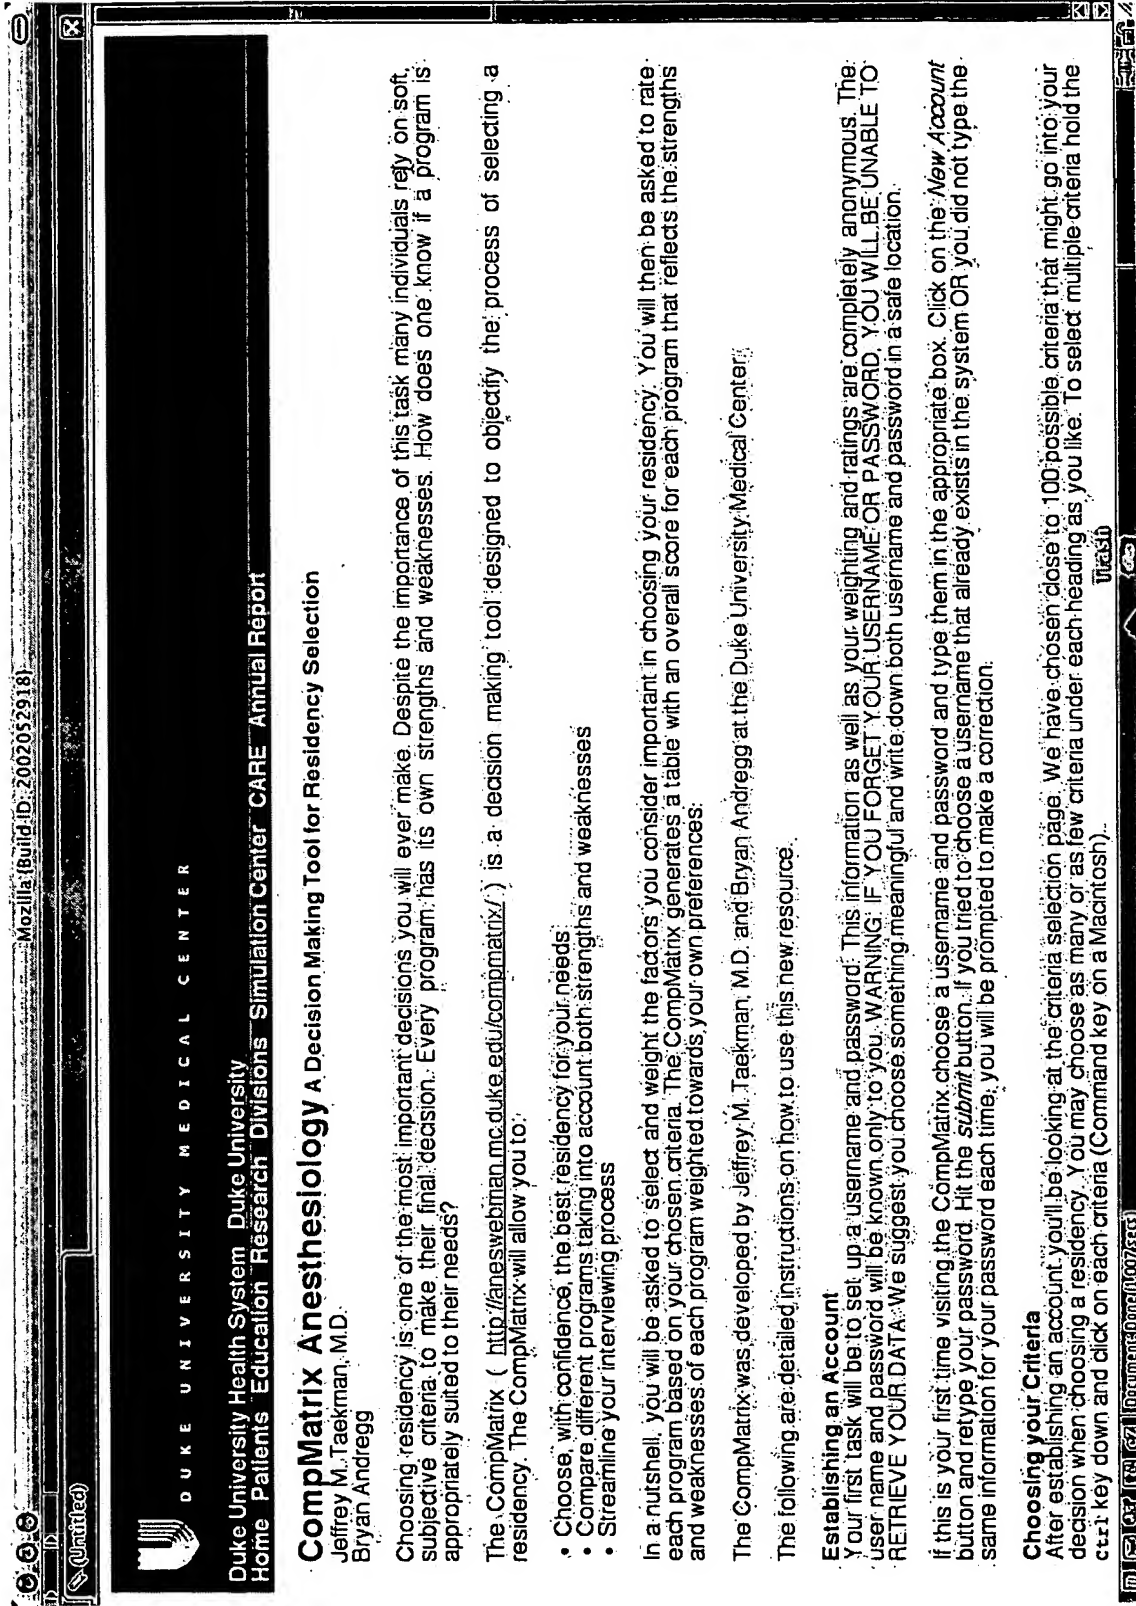 Mozilla {Build ID: 2002052918}
(Untitled)
DUKE UNIVERSITY MEDICAL CENTER
Duke University Health System Duke University
Home Patients Education Research Divisions Simulation Center CARE Annual Report
CompMatrix Anesthesiology A Decision Making Tool for Residency Selection
Jeffrey M. Taekman, M.D.
Bryan Andregg
Choosing residency is one of the most important decisions you will ever make. Despite the importance of this task many individuals rely on soft,
subjective criteria to make their final decision. Every program has its own strengths and weaknesses. How does one know if a program is
appropriately suited to their needs?
The CompMatrix ( http://aneswebman.mc.duke.edu/compmatrix/ ) is a decision making tool designed to objectify the process of selecting a
residency. The CompMatrix will allow you to:
• Choose, with confidence, the best residency for your needs
• Compare different programs taking into account both strengths and weaknesses
• Streamline your interviewing process
In a nutshell, you will be asked to select and weight the factors you consider important in choosing your residency. You will then be asked to rate
each program based on your chosen criteria. The CompMatrix generates a table with an overall score for each program that reflects the strengths
and weaknesses of each program weighted towards your own preferences.
The CompMatrix was developed by Jeffrey M. Taekman, M.D. and Bryan Andregg at the Duke University Medical Center.
The following are detailed instructions on how to use this new resource.
Establishing an Account
Your first task will be to set up a username and password. This information as well as your weighting and ratings are completely anonymous. The
user name and password will be known only to you. WARNING: IF YOU FORGET YOUR USERNAME OR PASSWORD, YOU WILL BE UNABLE TO
RETRIEVE YOUR DATA. We suggest you choose something meaningful and write down both username and password in a safe location.
If this is your first time visiting the CompMatrix choose a username and password and type them in the appropriate box. Click on the New Account
button and retype your password. Hit the submit button. If you tried to choose a username that already exists in the system OR you did not type the
same information for your password each time, you will be prompted to make a correction.
Choosing your Criteria
After establishing an account you'll be looking at the criteria selection page. We have chosen close to 100 possible criteria that might go into your
decision when choosing a residency. You may choose as many or as few criteria under each heading as you like. To select multiple criteria hold the
ctrl key down and click on each criteria (Command key on a Macintosh).
Trash